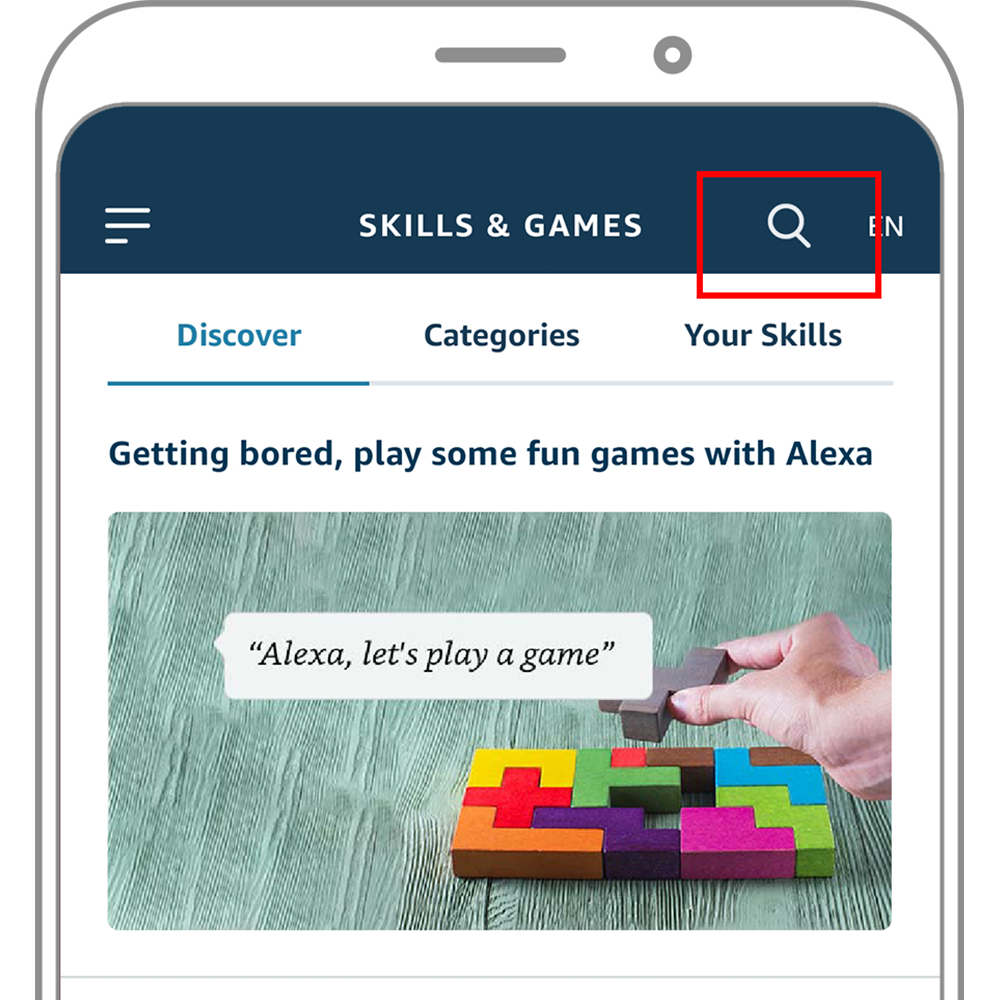 SKILLS & GAMES EN
Discover Categories Your Skills
Getting bored, play some fun games with Alexa
“Alexa, let's play a game”